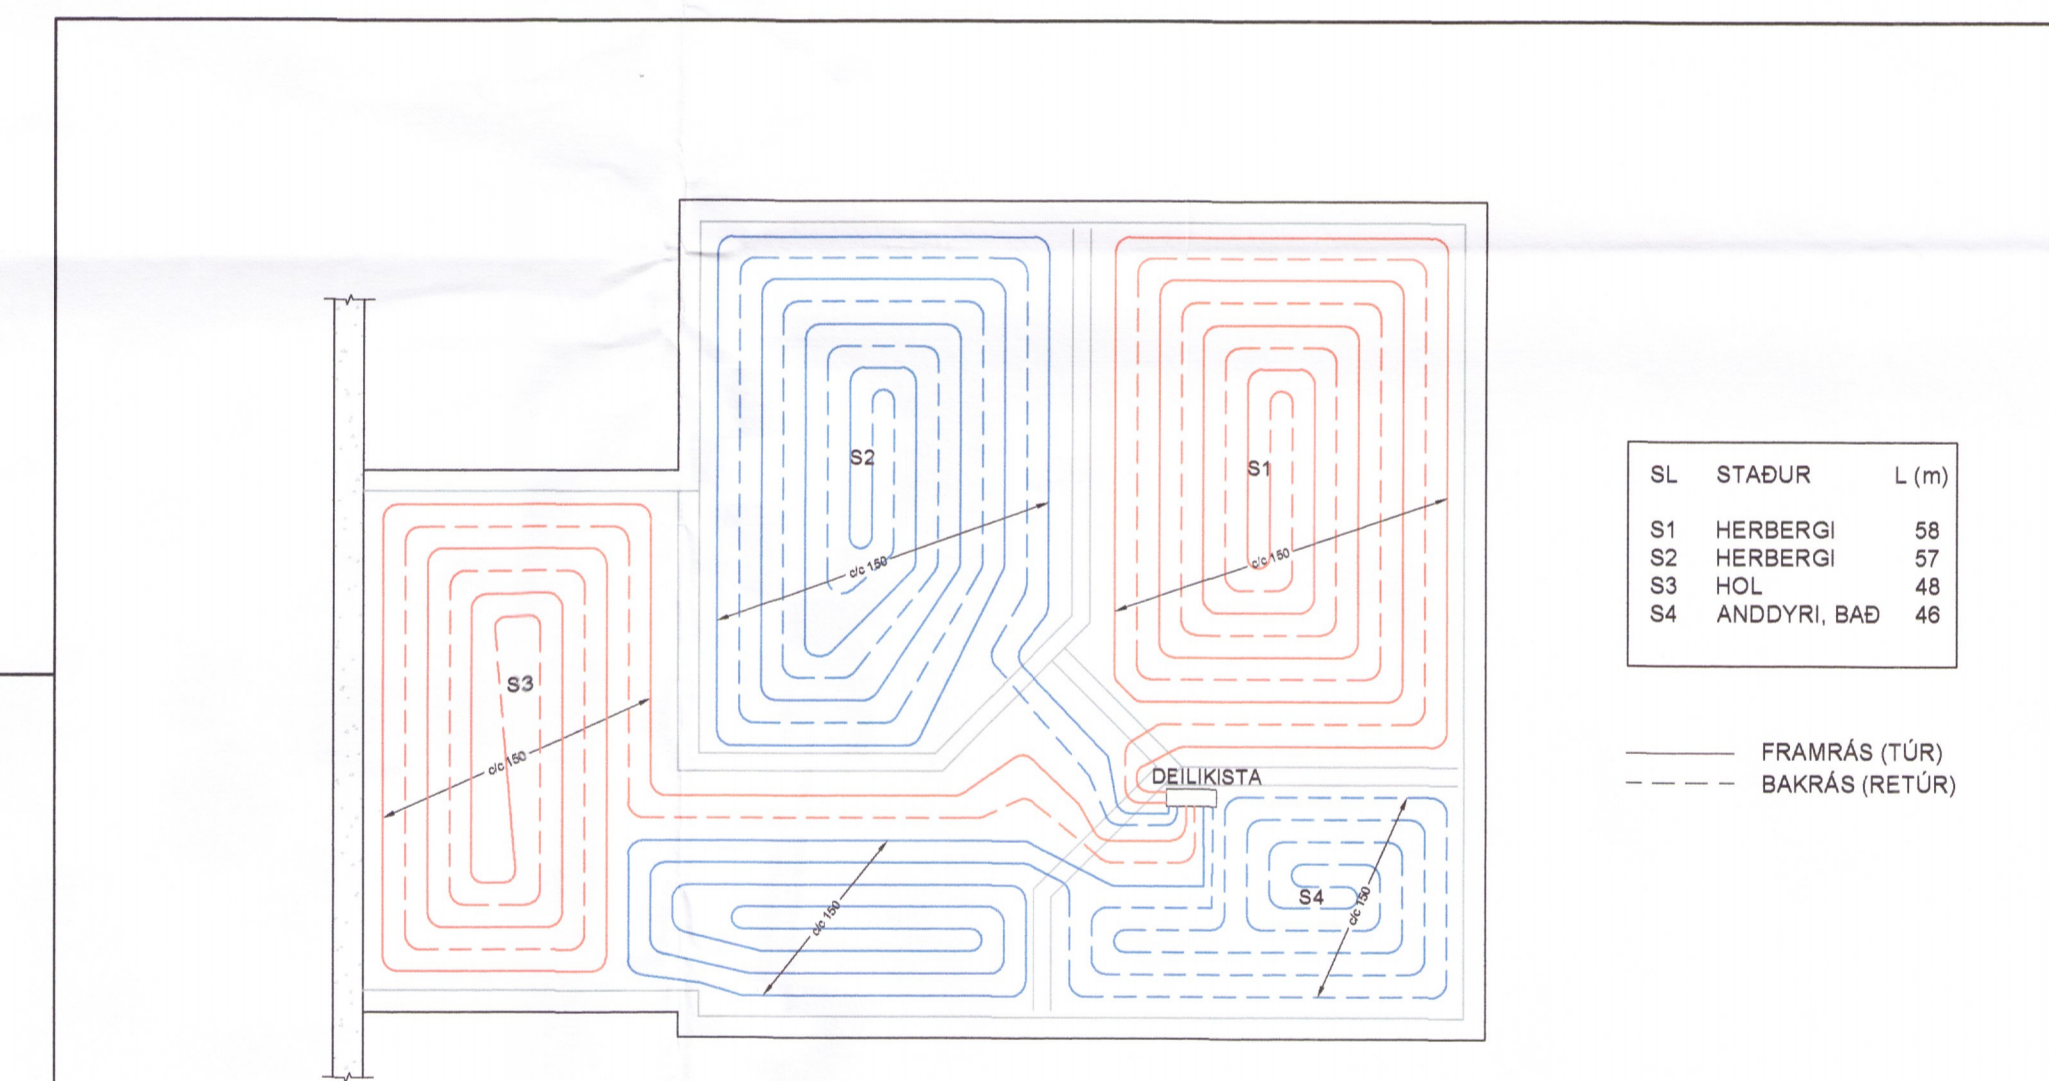 S2
S1
c/c 150
c/c 150
S3
c/c 150
DEILIKISTA
S4
c/c 150
c/c 150
SL STAÐUR L (m)
S1 HERBERGI 58
S2 HERBERGI 57
S3 HOL 48
S4 ANDDYRI, BAÐ 46
FRAMRÁS (TÚR)
BAKRÁS (RETÚR)